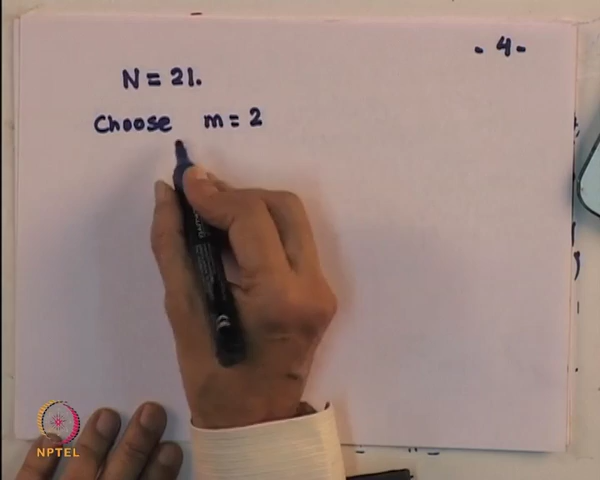 - 4 -
N = 21.
Choose m = 2
NPTEL